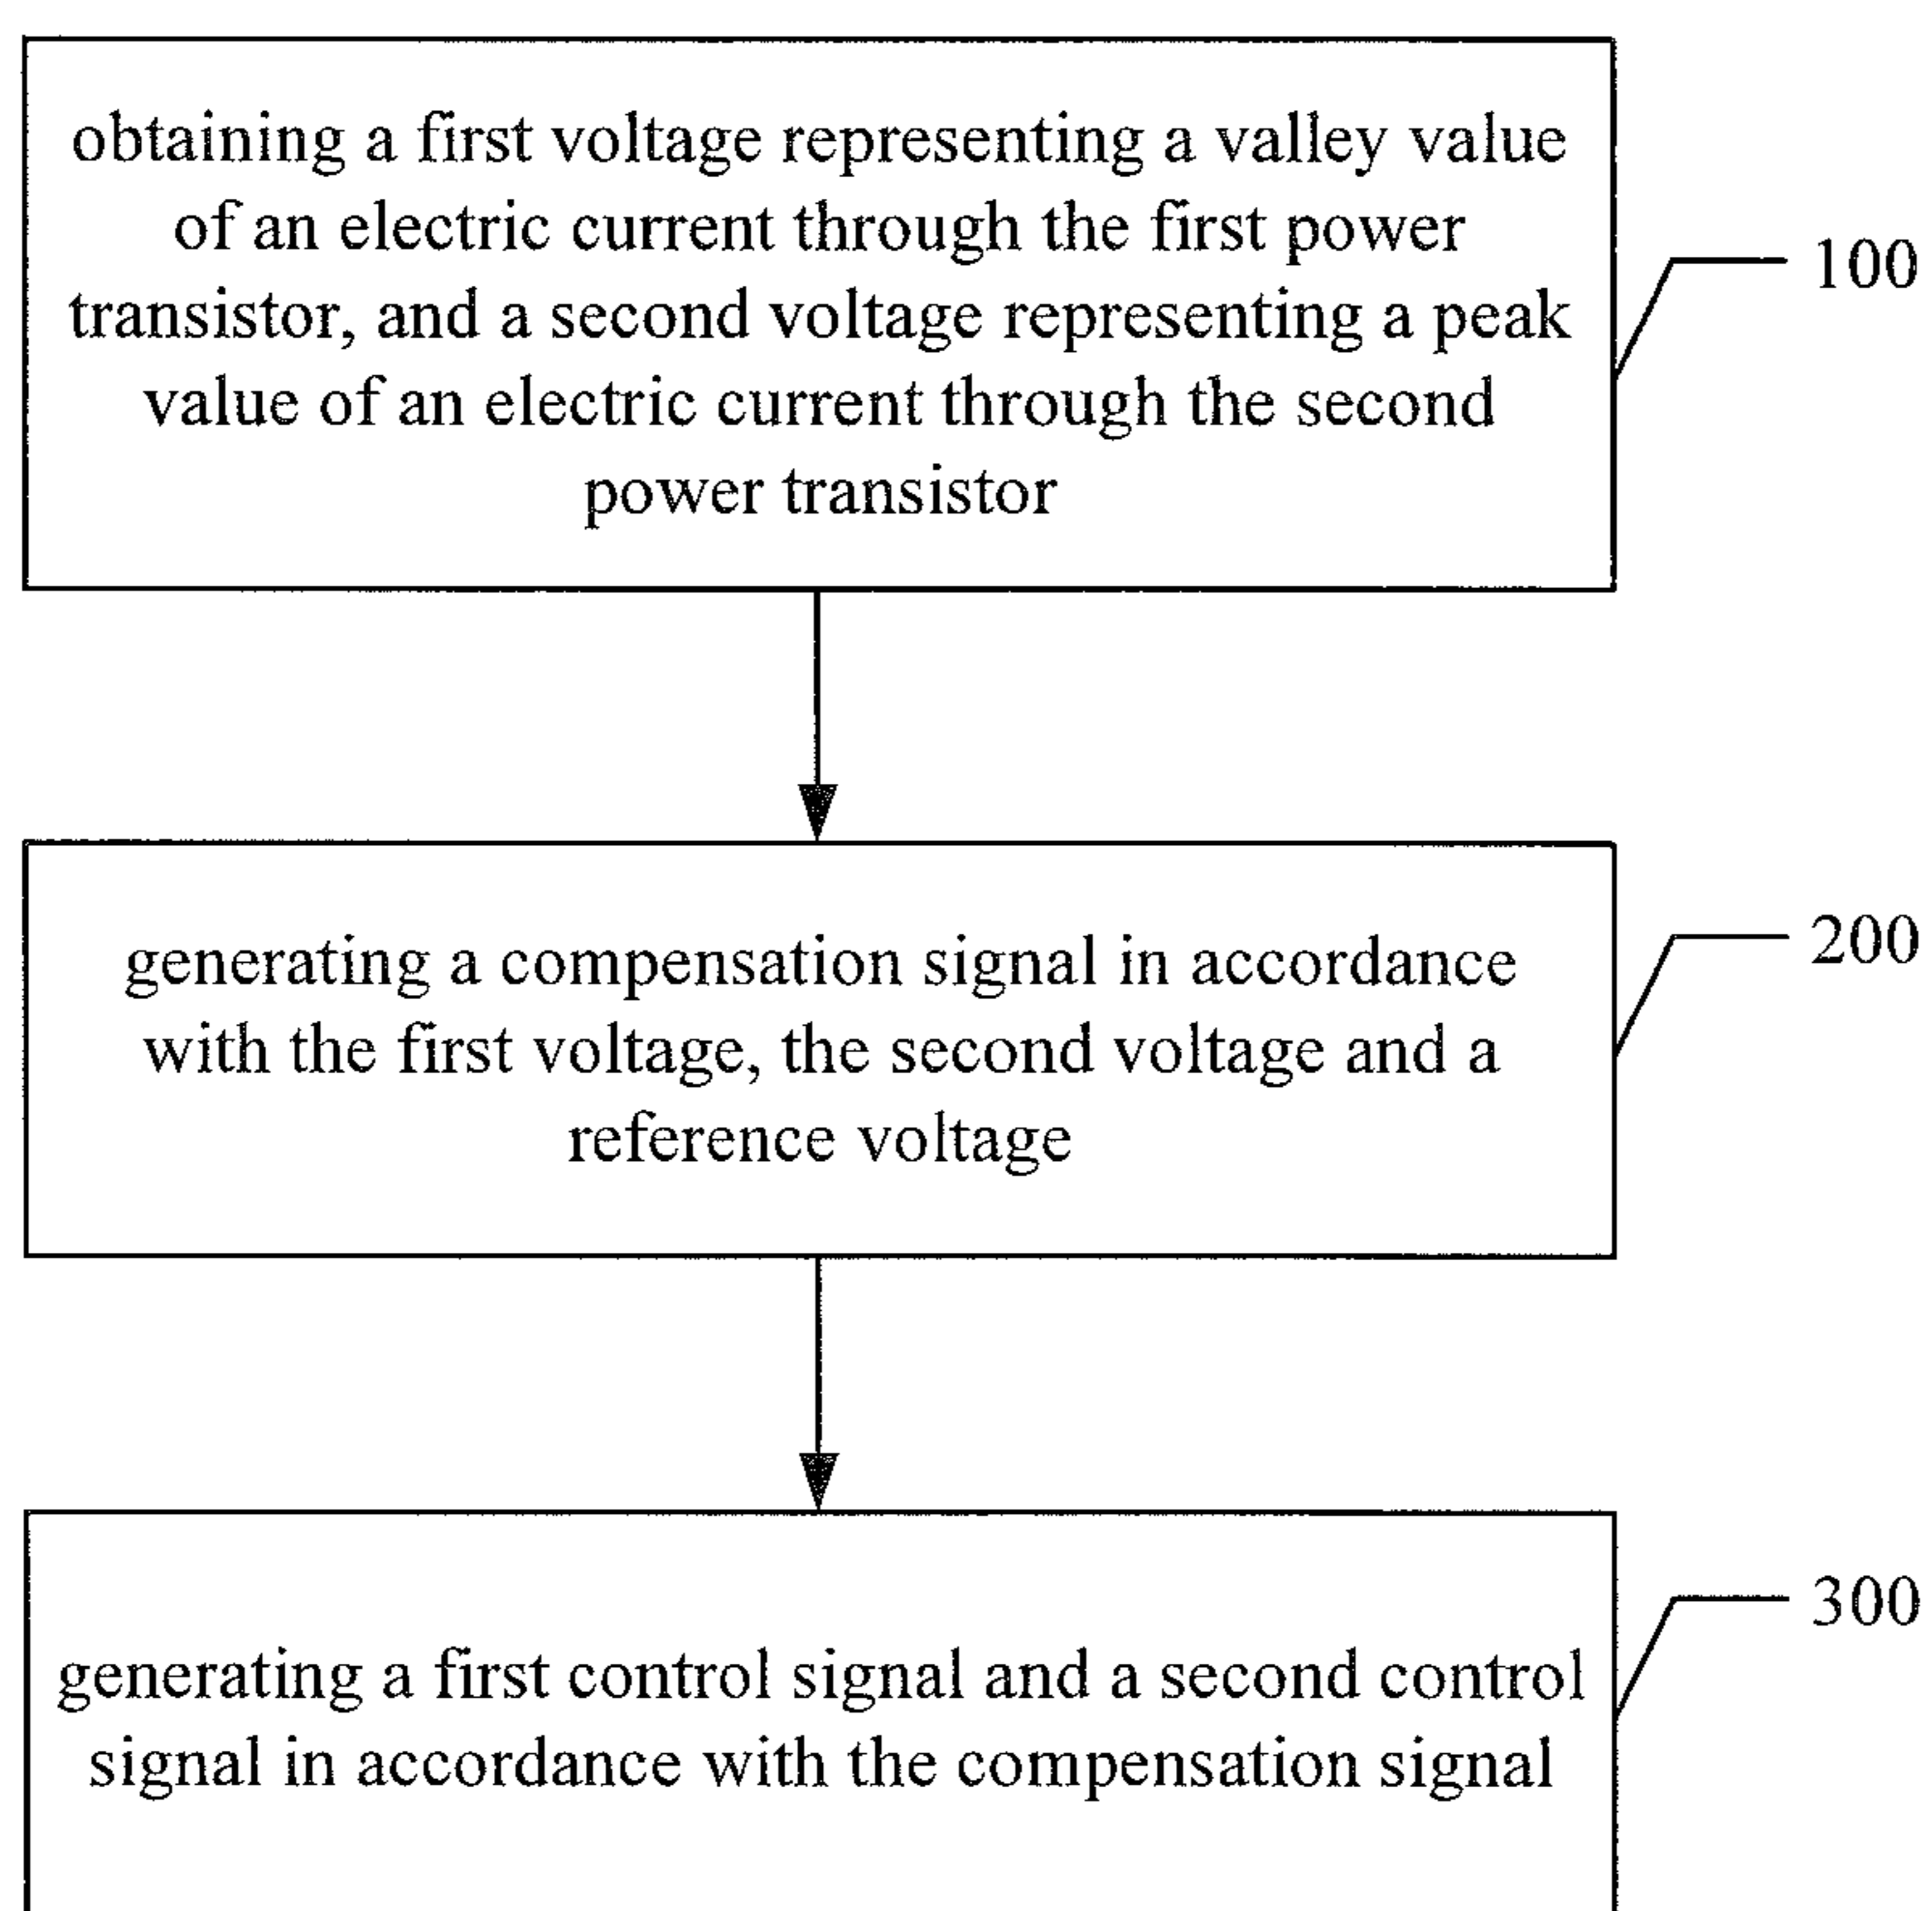 obtaining a first voltage representing a valley value
of an electric current through the first power
transistor, and a second voltage representing a peak
value of an electric current through the second
power transistor
100
generating a compensation signal in accordance
with the first voltage, the second voltage and a
reference voltage
200
generating a first control signal and a second control
signal in accordance with the compensation signal
300